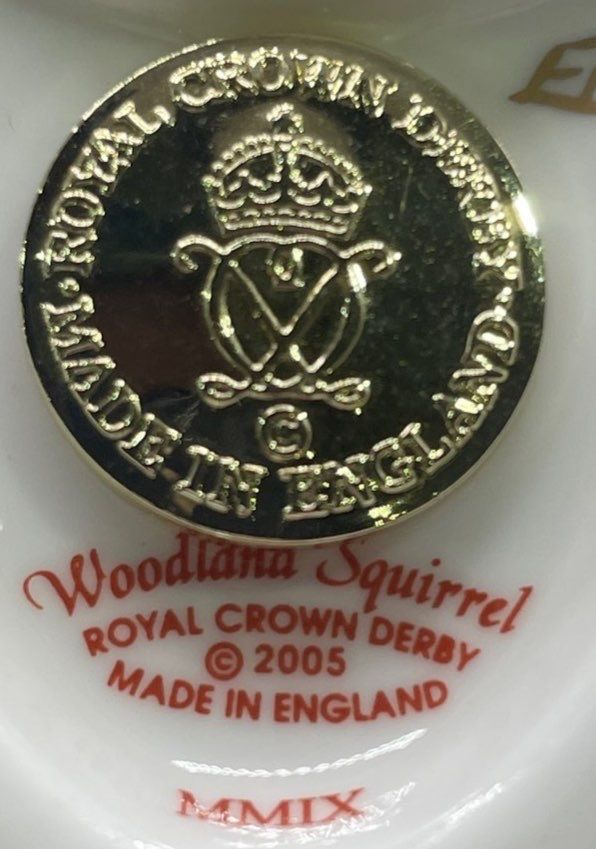 · ROYAL CROWN DERBY ·
MADE IN ENGLAND
©
Woodland Squirrel
ROYAL CROWN DERBY
© 2005
MADE IN ENGLAND
MMIX